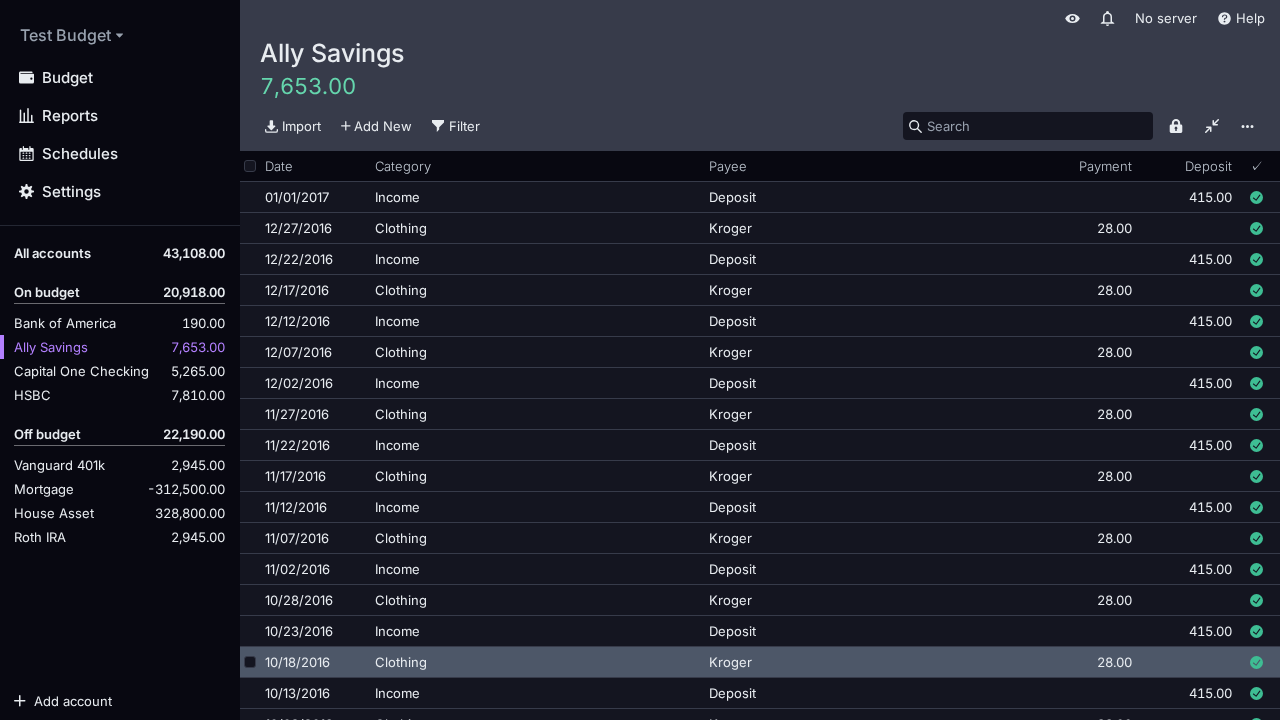 Test Budget
Budget
Reports
Schedules
Settings
All accounts 43,108.00
On budget 20,918.00
Bank of America 190.00
Ally Savings 7,653.00
Capital One Checking 5,265.00
HSBC 7,810.00
Off budget 22,190.00
Vanguard 401k 2,945.00
Mortgage -312,500.00
House Asset 328,800.00
Roth IRA 2,945.00
Add account
No server Help
Ally Savings
7,653.00
Import Add New Filter Search
Date Category Payee Payment Deposit ✓
01/01/2017 Income Deposit 415.00
12/27/2016 Clothing Kroger 28.00
12/22/2016 Income Deposit 415.00
12/17/2016 Clothing Kroger 28.00
12/12/2016 Income Deposit 415.00
12/07/2016 Clothing Kroger 28.00
12/02/2016 Income Deposit 415.00
11/27/2016 Clothing Kroger 28.00
11/22/2016 Income Deposit 415.00
11/17/2016 Clothing Kroger 28.00
11/12/2016 Income Deposit 415.00
11/07/2016 Clothing Kroger 28.00
11/02/2016 Income Deposit 415.00
10/28/2016 Clothing Kroger 28.00
10/23/2016 Income Deposit 415.00
10/18/2016 Clothing Kroger 28.00
10/13/2016 Income Deposit 415.00